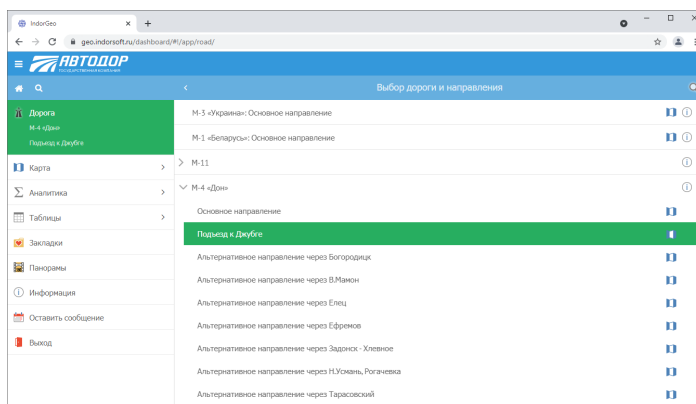 IndorGeo
geo.indorsoft.ru/dashboard/#!/app/road/
АВТОДОР
ГОСУДАРСТВЕННАЯ КОМПАНИЯ
Выбор дороги и направления
Дорога
М-4 «Дон»
Подъезд к Джубге
Карта
Аналитика
Таблицы
Закладки
Панорамы
Информация
Оставить сообщение
Выход
М-3 «Украина»: Основное направление
М-1 «Беларусь»: Основное направление
М-11
М-4 «Дон»
Основное направление
Подъезд к Джубге
Альтернативное направление через Богородицк
Альтернативное направление через В.Мамон
Альтернативное направление через Елец
Альтернативное направление через Ефремов
Альтернативное направление через Задонск - Хлевное
Альтернативное направление через Н.Усмань, Рогачевка
Альтернативное направление через Тарасовский